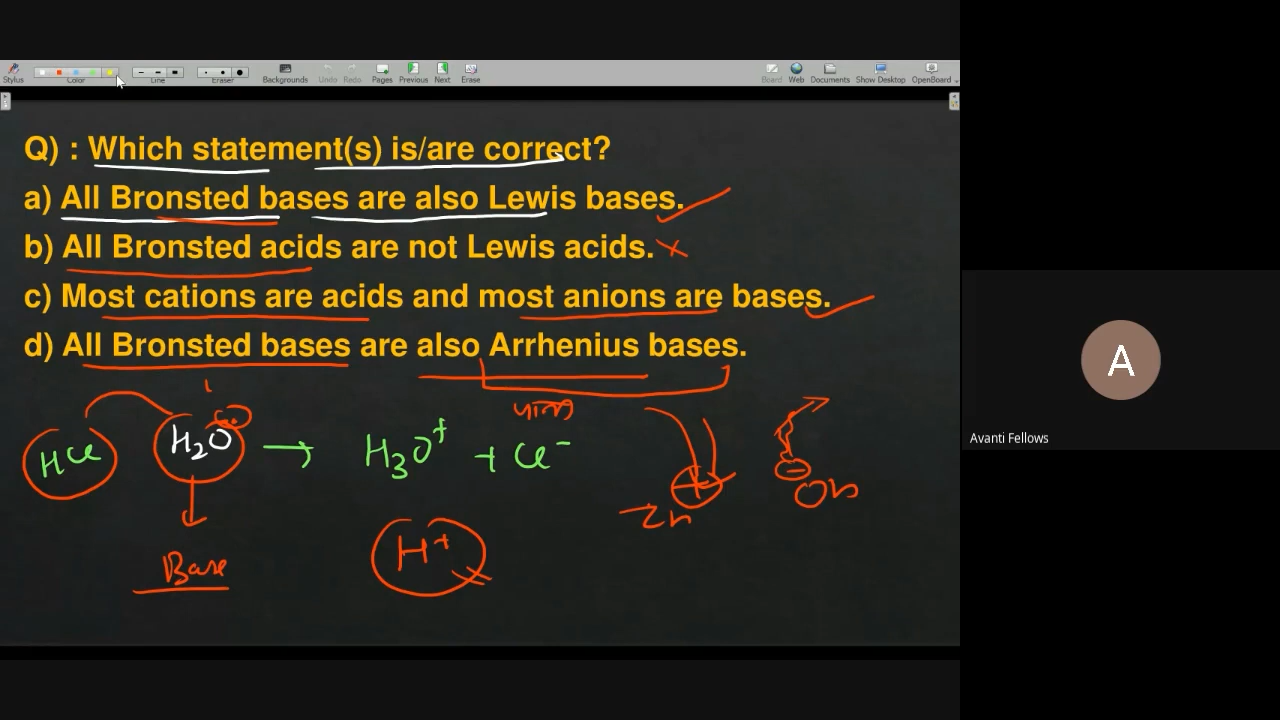 Stylus Color Line Eraser Backgrounds Undo Redo Pages Previous Next Erase Board Web Documents Show Desktop OpenBoard
Q) : Which statement(s) is/are correct?
a) All Bronsted bases are also Lewis bases.
b) All Bronsted acids are not Lewis acids.
c) Most cations are acids and most anions are bases.
d) All Bronsted bases are also Arrhenius bases.
HCl H₂O → H₃O⁺ + Cl⁻
Zn
H⁺
Base
A
Avanti Fellows